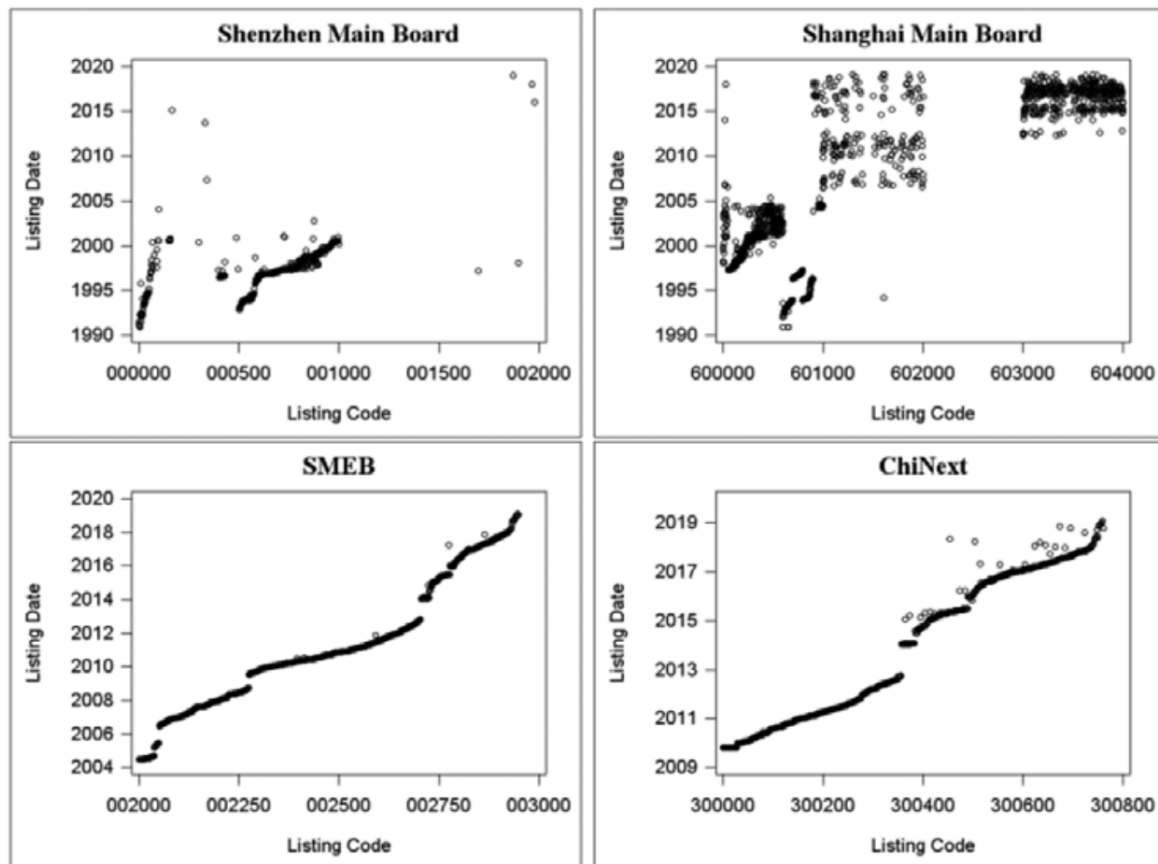 Shenzhen Main Board
Listing Date
2020
2015
2010
2005
2000
1995
1990
000000 000500 001000 001500 002000
Listing Code
Shanghai Main Board
Listing Date
2020
2015
2010
2005
2000
1995
1990
600000 601000 602000 603000 604000
Listing Code
SMEB
Listing Date
2020
2018
2016
2014
2012
2010
2008
2006
2004
002000 002250 002500 002750 003000
Listing Code
ChiNext
Listing Date
2019
2017
2015
2013
2011
2009
300000 300200 300400 300600 300800
Listing Code